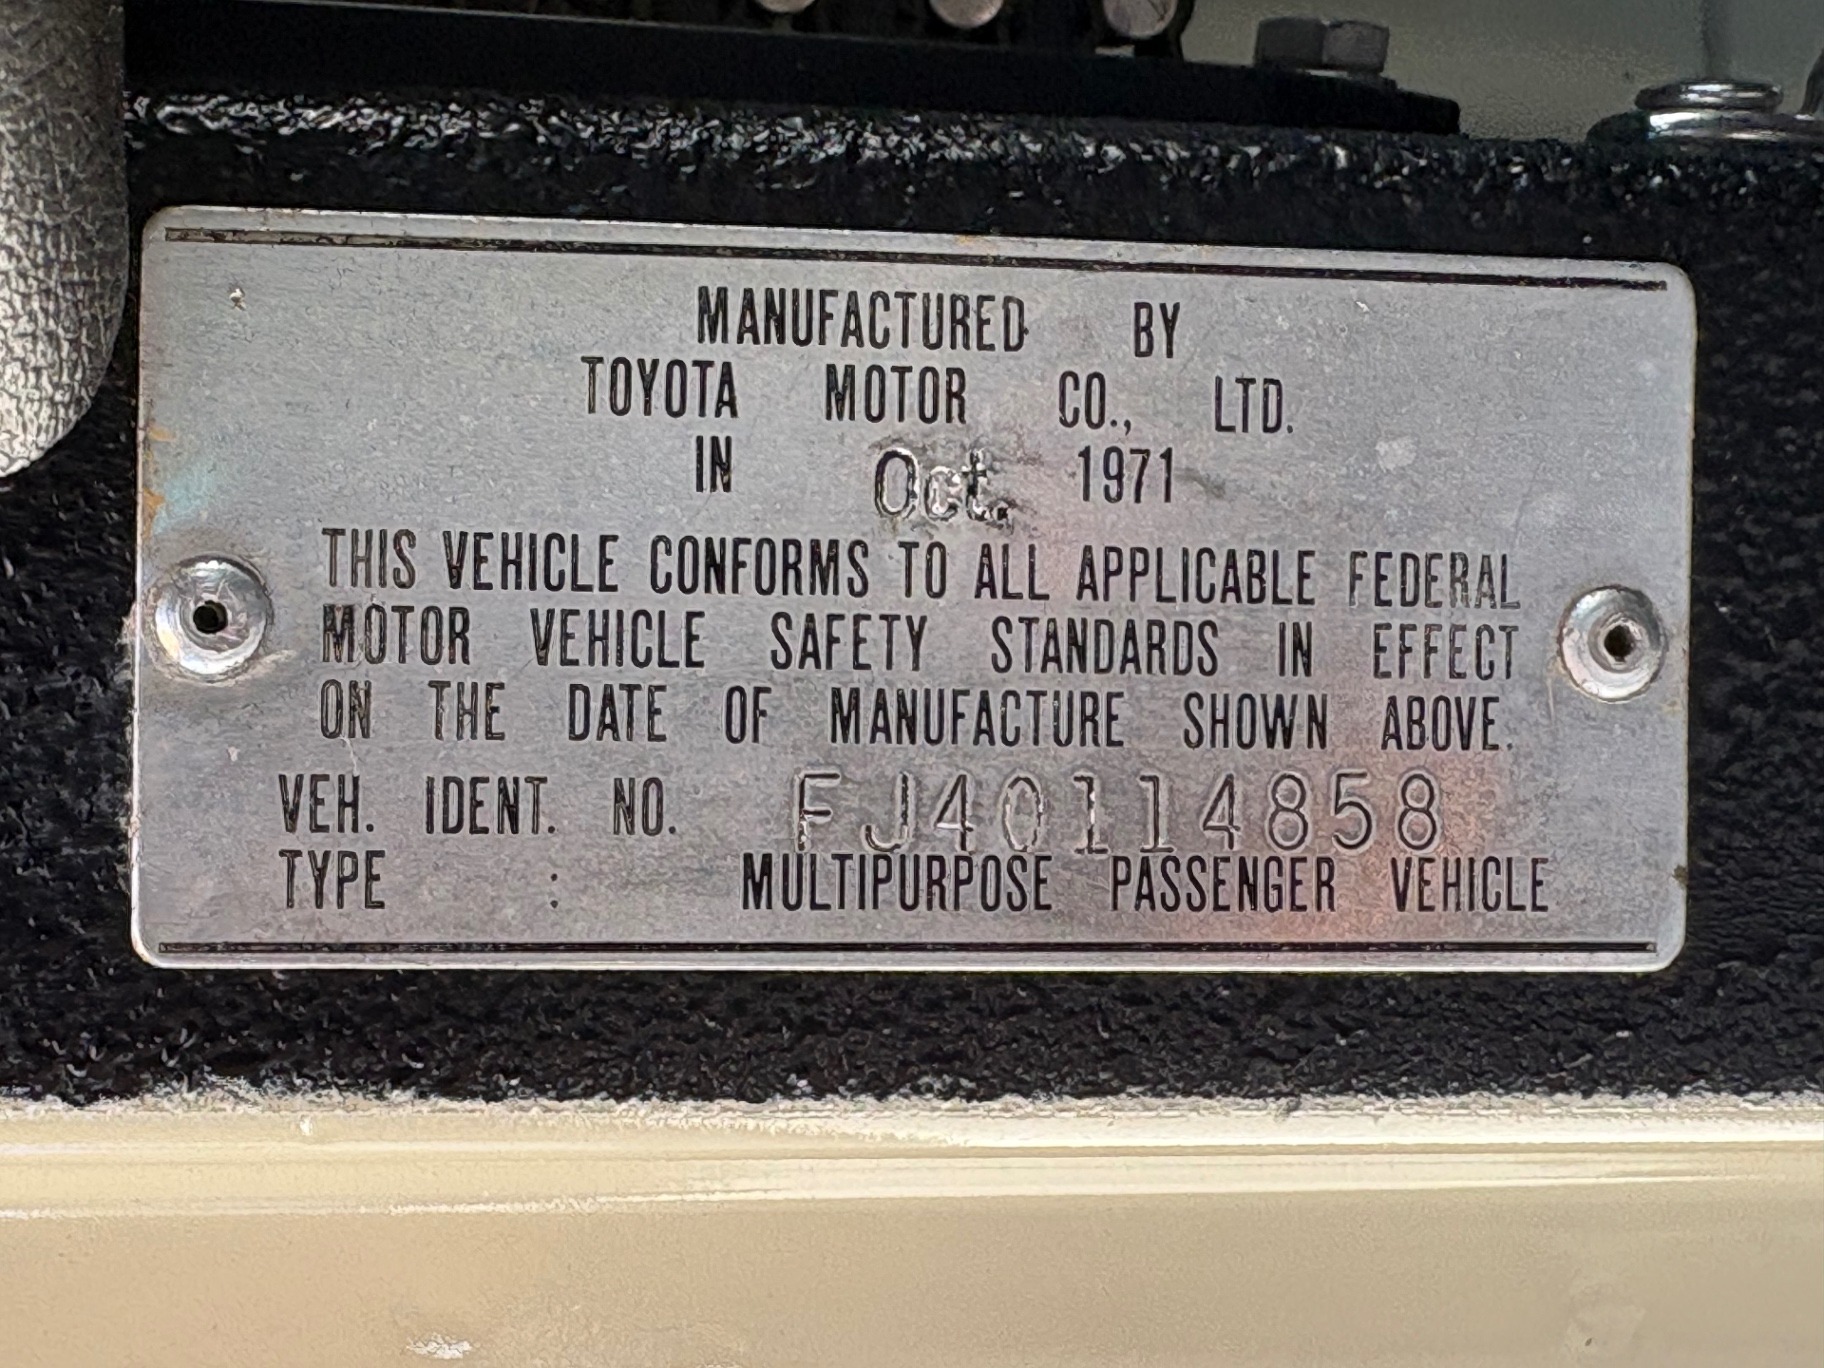 MANUFACTURED BY
TOYOTA MOTOR CO., LTD.
IN Oct. 1971
THIS VEHICLE CONFORMS TO ALL APPLICABLE FEDERAL
MOTOR VEHICLE SAFETY STANDARDS IN EFFECT
ON THE DATE OF MANUFACTURE SHOWN ABOVE.
VEH. IDENT. NO. FJ40114858
TYPE : MULTIPURPOSE PASSENGER VEHICLE